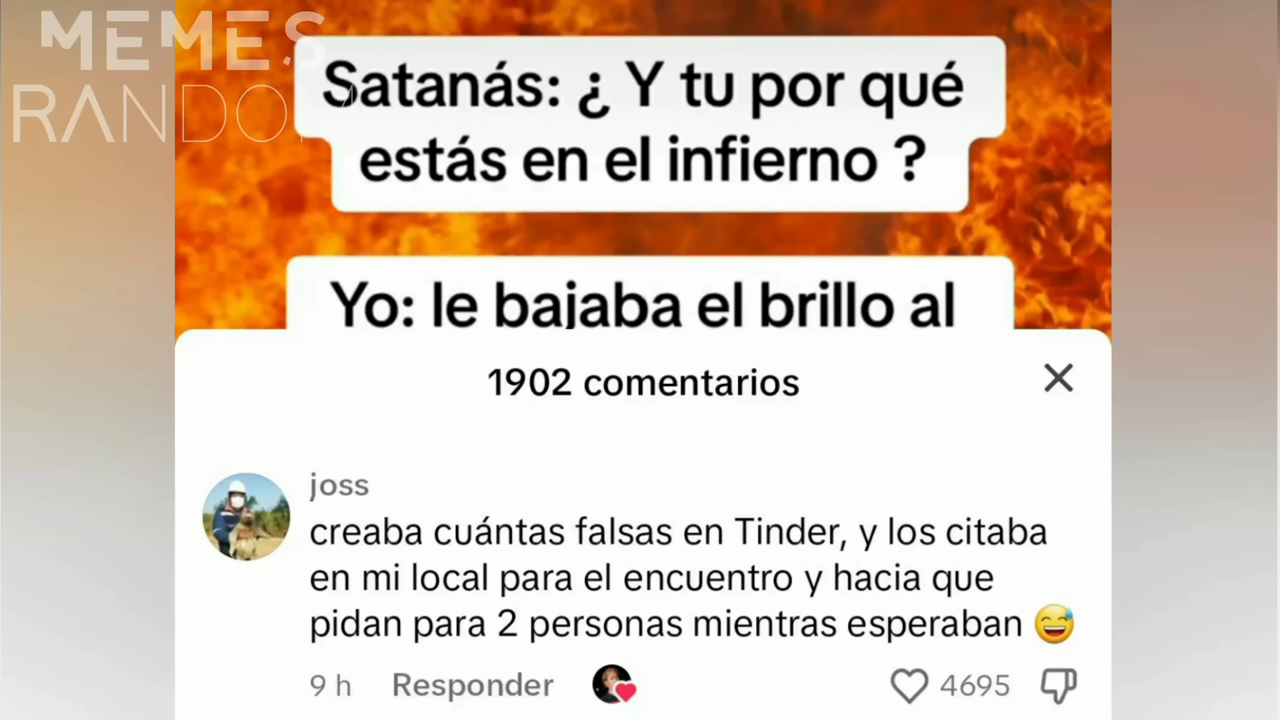 MEMES
RANDO
Satanás: ¿ Y tu por qué
estás en el infierno ?
Yo: le bajaba el brillo al
1902 comentarios
joss
creaba cuántas falsas en Tinder, y los citaba
en mi local para el encuentro y hacia que
pidan para 2 personas mientras esperaban 😅
9 h Responder 4695